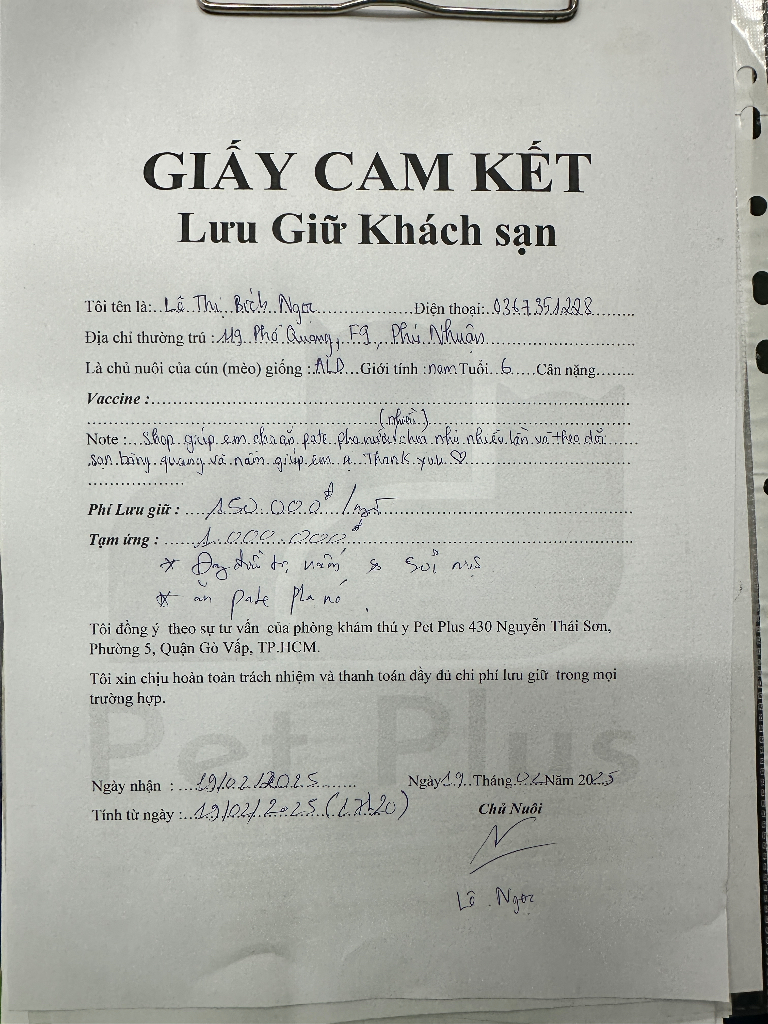 GIẤY CAM KẾT
Lưu Giữ Khách sạn
Tôi tên là: Lê Thị Bích Ngọc Điện thoại: 0367351228
Địa chỉ thường trú : 119 Phổ Quang, F9, Phú Nhuận
Là chủ nuôi của cún (mèo) giống : ALD Giới tính : nam Tuổi 6 Cân nặng
Vaccine :
(nhiều)
Note : Shop giúp em cho ăn pate pha nước chia nhỏ nhiều lần và theo dõi
sạn bàng quang và nấm giúp em ạ. Thank you ♡
Phí Lưu giữ : 150.000đ /ngà
Tạm ứng : 1.000.000đ
* Đang điều trị nấm sỏi
* ăn pate pha
Tôi đồng ý theo sự tư vấn của phòng khám thú y Pet Plus 430 Nguyễn Thái Sơn,
Phường 5, Quận Gò Vấp, TP.HCM.
Tôi xin chịu hoàn toàn trách nhiệm và thanh toán đầy đủ chi phí lưu giữ trong mọi
trường hợp.
Pet Plus
Ngày nhận : 19/02/2025 Ngày 19 Tháng 02 Năm 2025
Tính từ ngày : 19/02/2025 (17h20) Chủ Nuôi
Lê Ngọc